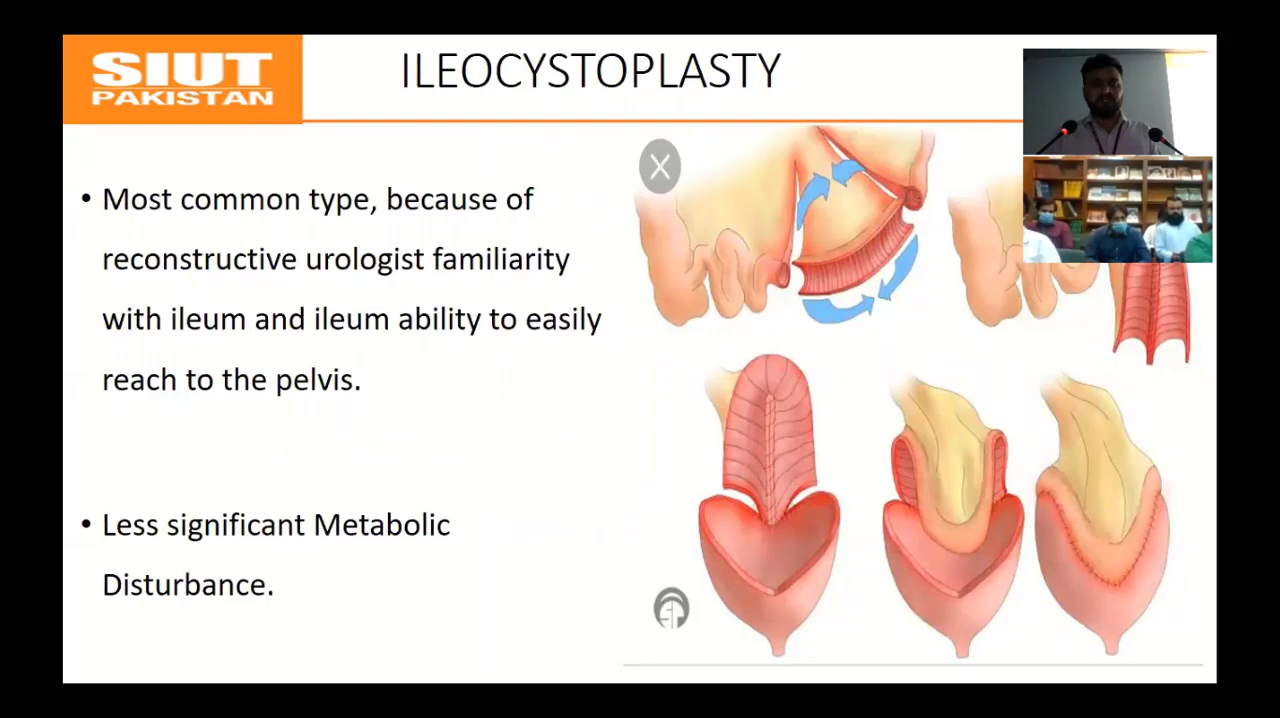 SIUT
PAKISTAN
ILEOCYSTOPLASTY
• Most common type, because of
reconstructive urologist familiarity
with ileum and ileum ability to easily
reach to the pelvis.
• Less significant Metabolic
Disturbance.